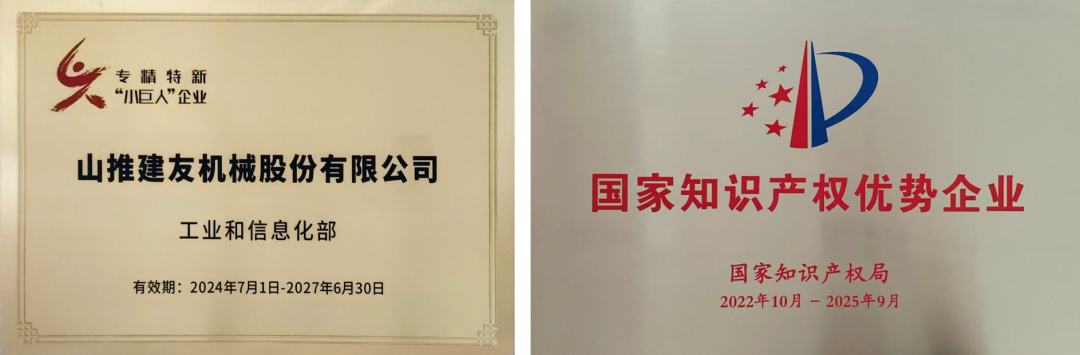 专精特新
“小巨人”企业
山推建友机械股份有限公司
工业和信息化部
有效期：2024年7月1日-2027年6月30日
国家知识产权优势企业
国家知识产权局
2022年10月－2025年9月